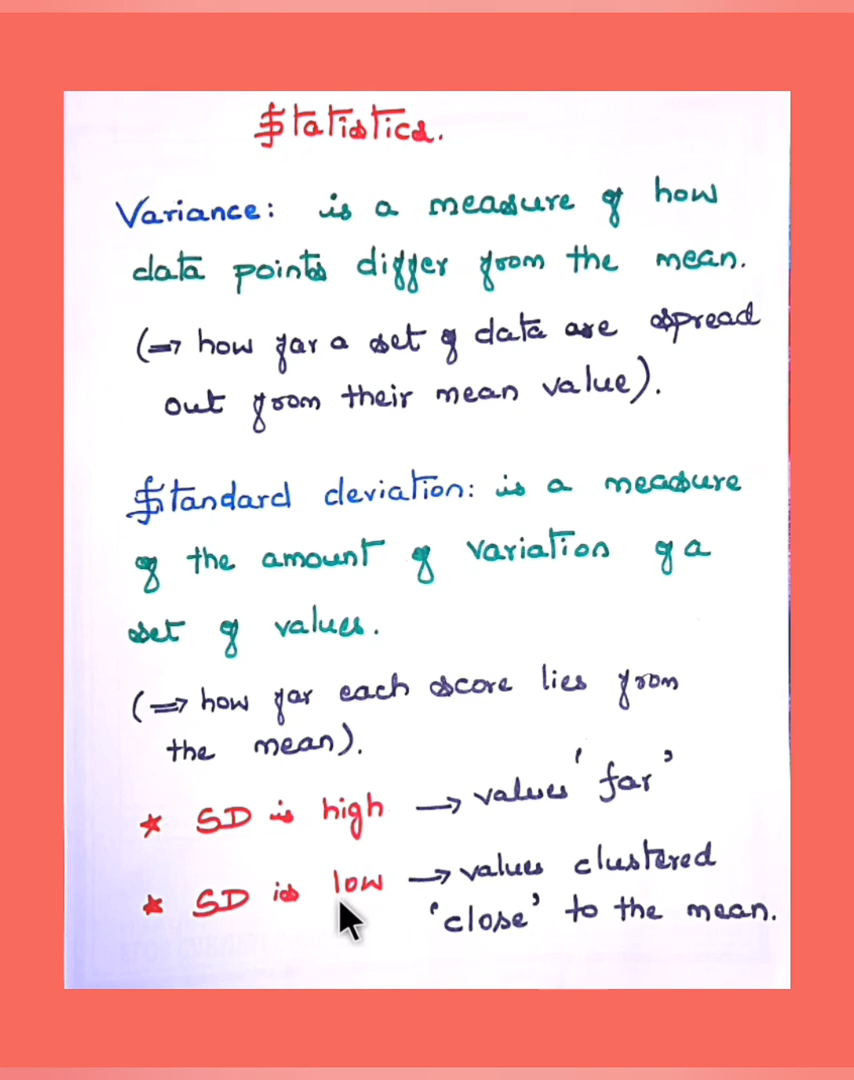 Statistics.
Variance: is a measure of how
data points differ from the mean.
(⇒ how far a set of data are spread
out from their mean value).
Standard deviation: is a measure
of the amount of variation of a
set of values.
(⇒ how far each score lies from
the mean).
* SD is high → values 'far'
* SD is low → values clustered
'close' to the mean.